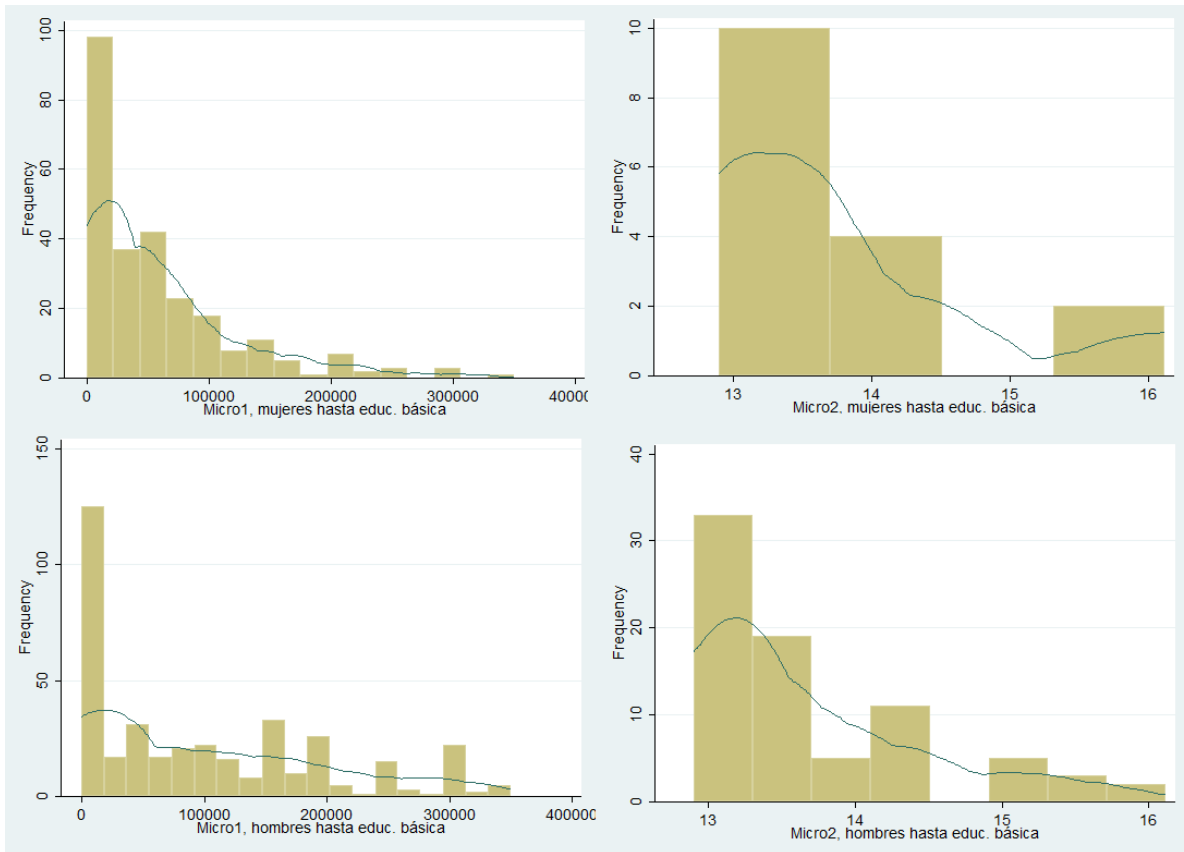 100
80
60
40
20
0
Frequency
0 100000 200000 300000 40000
Micro1, mujeres hasta educ. básica
10
8
6
4
2
0
Frequency
13 14 15 16
Micro2, mujeres hasta educ. básica
150
100
50
0
Frequency
0 100000 200000 300000 400000
Micro1, hombres hasta educ. básica
40
30
20
10
0
Frequency
13 14 15 16
Micro2, hombres hasta educ. básica